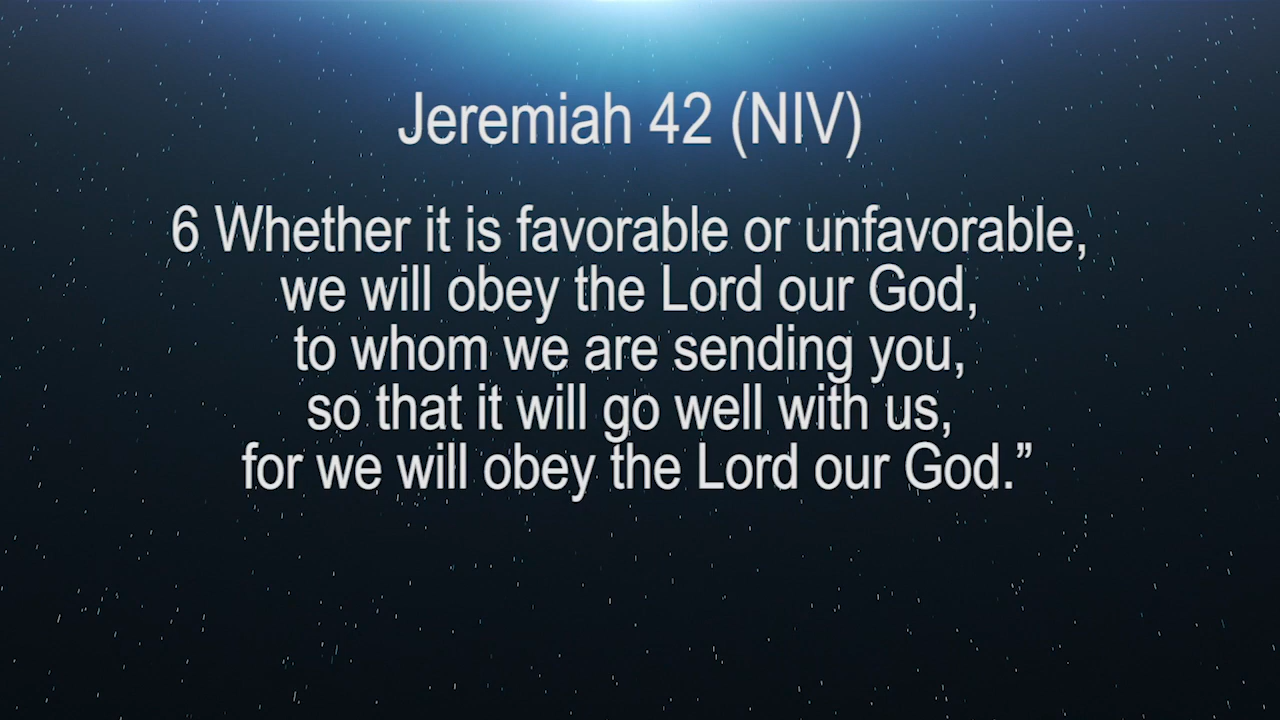 Jeremiah 42 (NIV)
6 Whether it is favorable or unfavorable,
we will obey the Lord our God,
to whom we are sending you,
so that it will go well with us,
for we will obey the Lord our God.”